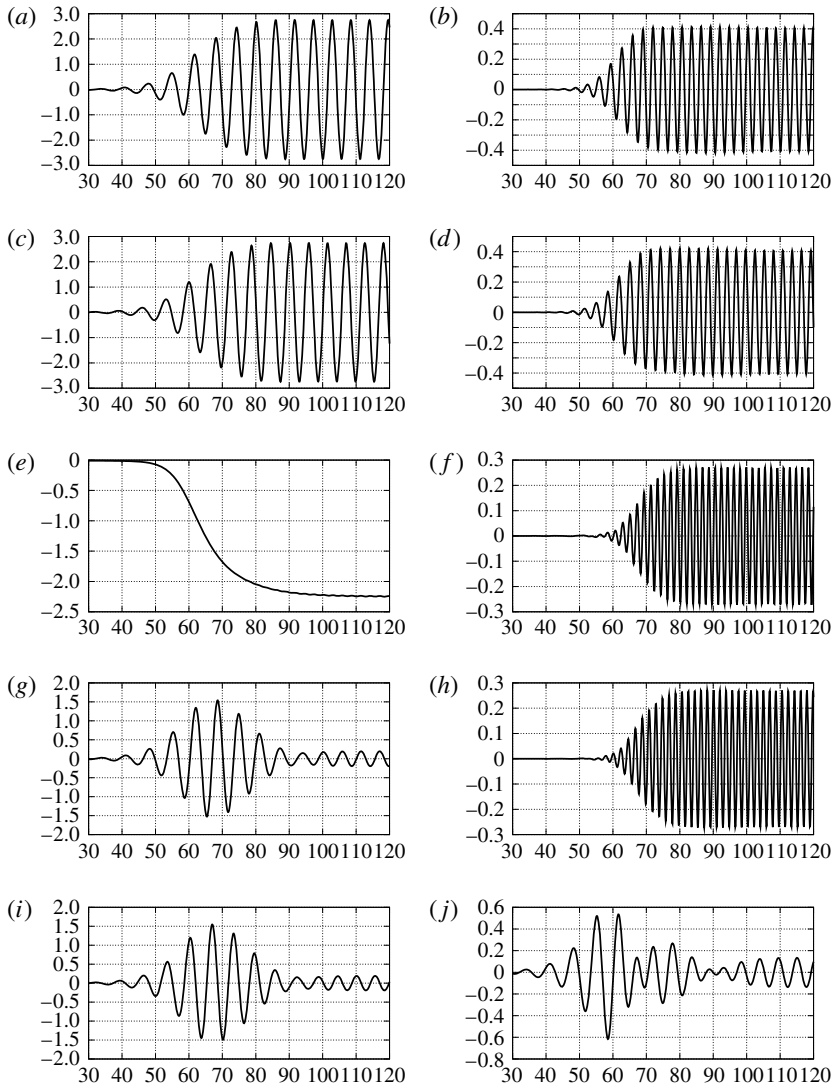 (a) 3.0 2.0 1.0 0 −1.0 −2.0 −3.0
30 40 50 60 70 80 90 100 110 120
(b) 0.4 0.2 0 −0.2 −0.4
30 40 50 60 70 80 90 100 110 120
(c) 3.0 2.0 1.0 0 −1.0 −2.0 −3.0
30 40 50 60 70 80 90 100 110 120
(d) 0.4 0.2 0 −0.2 −0.4
30 40 50 60 70 80 90 100 110 120
(e) 0 −0.5 −1.0 −1.5 −2.0 −2.5
30 40 50 60 70 80 90 100 110 120
(f) 0.3 0.2 0.1 0 −0.1 −0.2 −0.3
30 40 50 60 70 80 90 100 110 120
(g) 2.0 1.5 1.0 0.5 0 −0.5 −1.0 −1.5 −2.0
30 40 50 60 70 80 90 100 110 120
(h) 0.3 0.2 0.1 0 −0.1 −0.2 −0.3
30 40 50 60 70 80 90 100 110 120
(i) 2.0 1.5 1.0 0.5 0 −0.5 −1.0 −1.5 −2.0
30 40 50 60 70 80 90 100 110 120
(j) 0.6 0.4 0.2 0 −0.2 −0.4 −0.6 −0.8
30 40 50 60 70 80 90 100 110 120